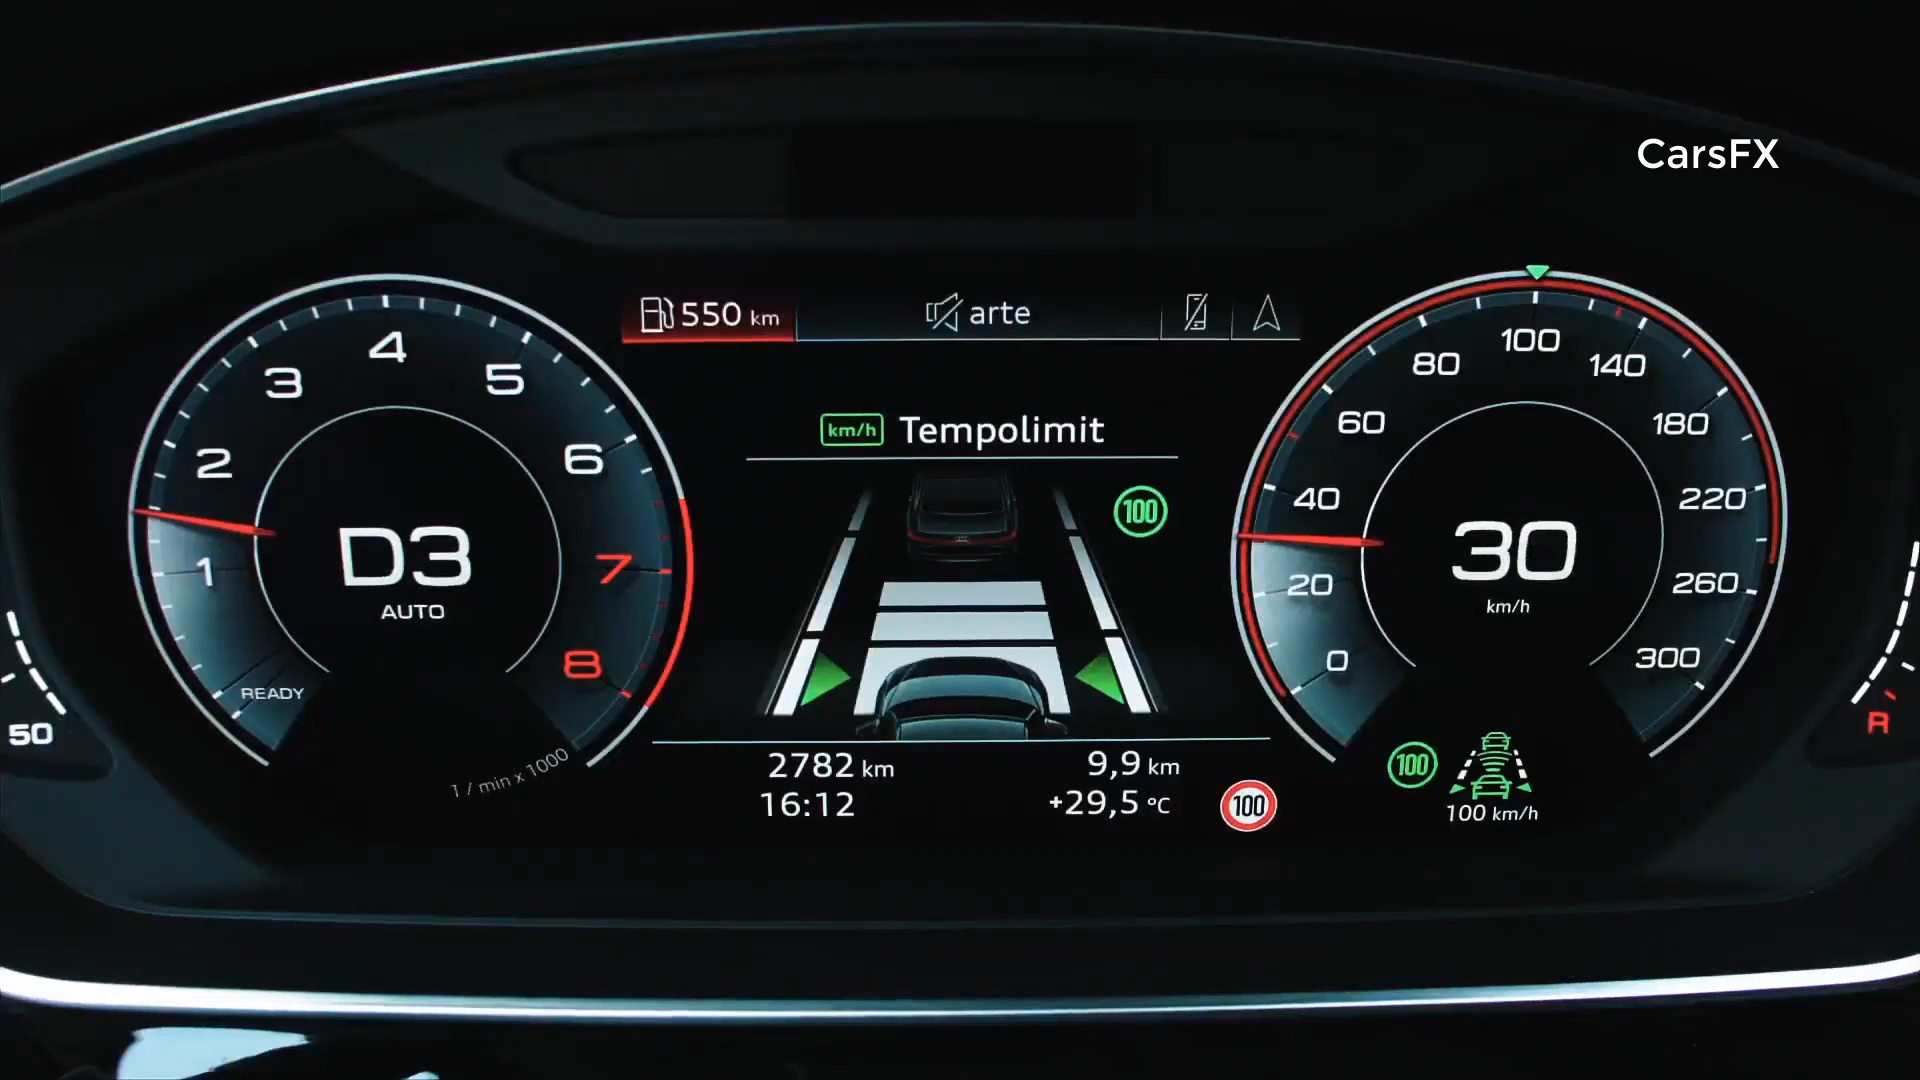 CarsFX
550 km
arte
km/h Tempolimit
100
1
2
3
4
5
6
7
8
READY
D3
AUTO
1 / min x 1000
0
20
40
60
80
100
140
180
220
260
300
30
km/h
50
R
2782 km
9,9 km
16:12
+29,5 °C
100
100
100 km/h